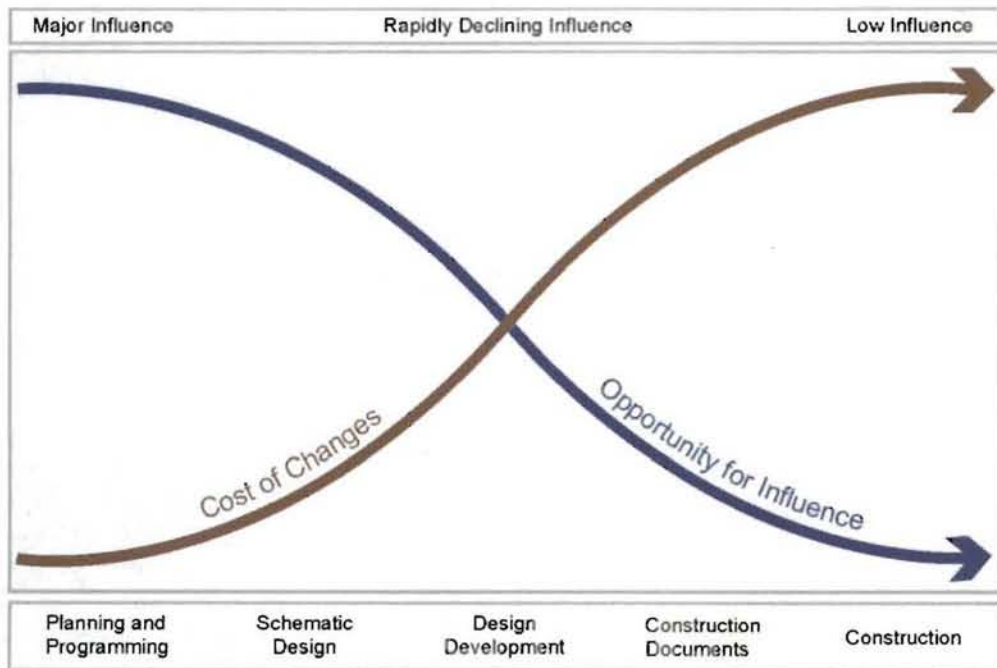 Major Influence
Rapidly Declining Influence
Low Influence
Cost of Changes
Opportunity for Influence
Planning and
Programming
Schematic
Design
Design
Development
Construction
Documents
Construction